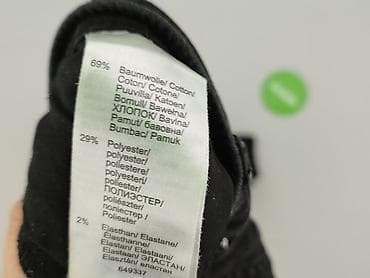 69% Baumwolle/ Cotton/
Coton/ Cotone/
Puuvilla/ Katoen/
Bomull/ Bawełna/
ХЛОПОК/ Bavlna/
Pamut/ бавовна/
Bumbac/ Pamuk
29% Polyester/
polyester/
poliestere/
polyesteri/
poliester/
ПОЛИЭСТЕР/
poliészter/
поліестер /
Poliester
2% Elasthan/ Elastane/
Elasthanne/
Elastan/ Elastaani/
Elastaan/ ЭЛАСТАН/
Elasztán/ еластан
649337